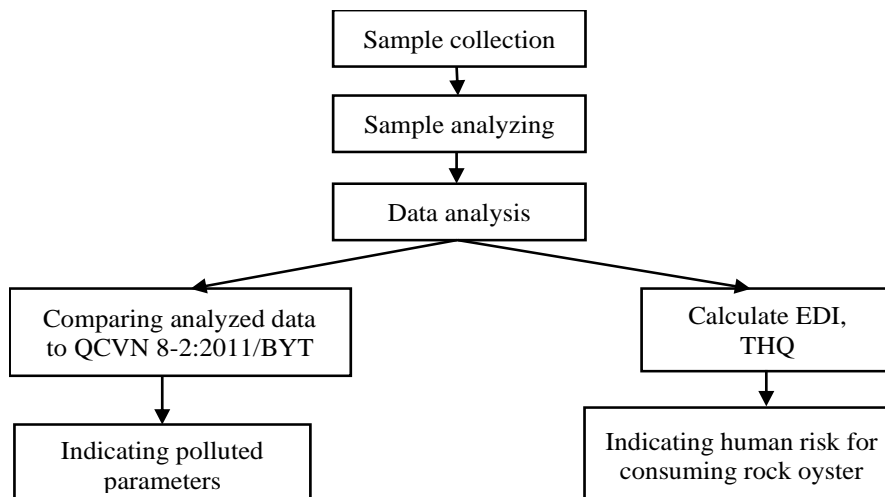 Sample collection
Sample analyzing
Data analysis
Comparing analyzed data
to QCVN 8-2:2011/BYT
Calculate EDI,
THQ
Indicating polluted
parameters
Indicating human risk for
consuming rock oyster